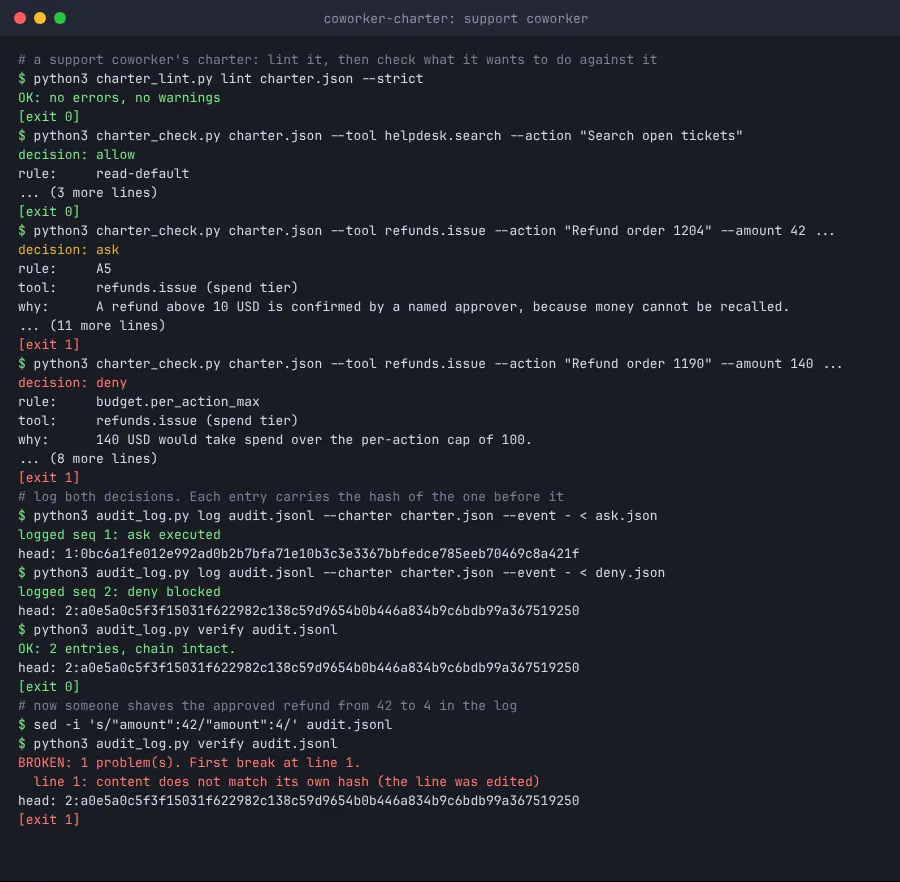 coworker-charter: support coworker
# a support coworker's charter: lint it, then check what it wants to do against it
$ python3 charter_lint.py lint charter.json --strict
OK: no errors, no warnings
[exit 0]
$ python3 charter_check.py charter.json --tool helpdesk.search --action "Search open tickets"
decision: allow
rule:     read-default
... (3 more lines)
[exit 0]
$ python3 charter_check.py charter.json --tool refunds.issue --action "Refund order 1204" --amount 42 ...
decision: ask
rule:     A5
tool:     refunds.issue (spend tier)
why:      A refund above 10 USD is confirmed by a named approver, because money cannot be recalled.
... (11 more lines)
[exit 1]
$ python3 charter_check.py charter.json --tool refunds.issue --action "Refund order 1190" --amount 140 ...
decision: deny
rule:     budget.per_action_max
tool:     refunds.issue (spend tier)
why:      140 USD would take spend over the per-action cap of 100.
... (8 more lines)
[exit 1]
# log both decisions. Each entry carries the hash of the one before it
$ python3 audit_log.py log audit.jsonl --charter charter.json --event - < ask.json
logged seq 1: ask executed
head: 1:0bc6a1fe012e992ad0b2b7bfa71e10b3c3e3367bbfedce785eeb70469c8a421f
$ python3 audit_log.py log audit.jsonl --charter charter.json --event - < deny.json
logged seq 2: deny blocked
head: 2:a0e5a0c5f3f15031f622982c138c59d9654b0b446a834b9c6bdb99a367519250
$ python3 audit_log.py verify audit.jsonl
OK: 2 entries, chain intact.
head: 2:a0e5a0c5f3f15031f622982c138c59d9654b0b446a834b9c6bdb99a367519250
[exit 0]
# now someone shaves the approved refund from 42 to 4 in the log
$ sed -i 's/"amount":42/"amount":4/' audit.jsonl
$ python3 audit_log.py verify audit.jsonl
BROKEN: 1 problem(s). First break at line 1.
  line 1: content does not match its own hash (the line was edited)
head: 2:a0e5a0c5f3f15031f622982c138c59d9654b0b446a834b9c6bdb99a367519250
[exit 1]